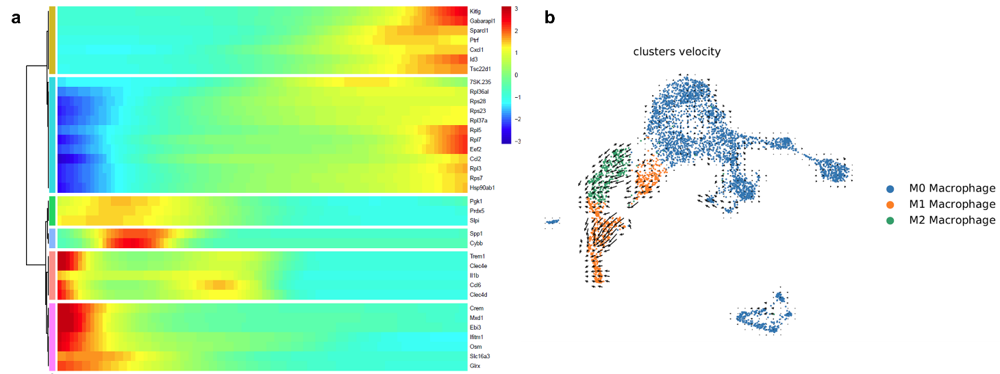 a
Kitlg
Gabarapl1
Sparcl1
Ptrf
Cxcl1
Id3
Tsc22d1
7SK.235
Rpl36al
Rps28
Rps23
Rpl37a
Rpl5
Rpl7
Eef2
Ccl2
Rpl3
Rps7
Hsp90ab1
Pgk1
Prdx5
Slpi
Spp1
Cybb
Trem1
Clec4e
Il1b
Ccl6
Clec4d
Crem
Mxd1
Ebi3
Ifitm1
Osm
Slc16a3
Glrx
3
2
1
0
−1
−2
−3
b
clusters velocity
M0 Macrophage
M1 Macrophage
M2 Macrophage